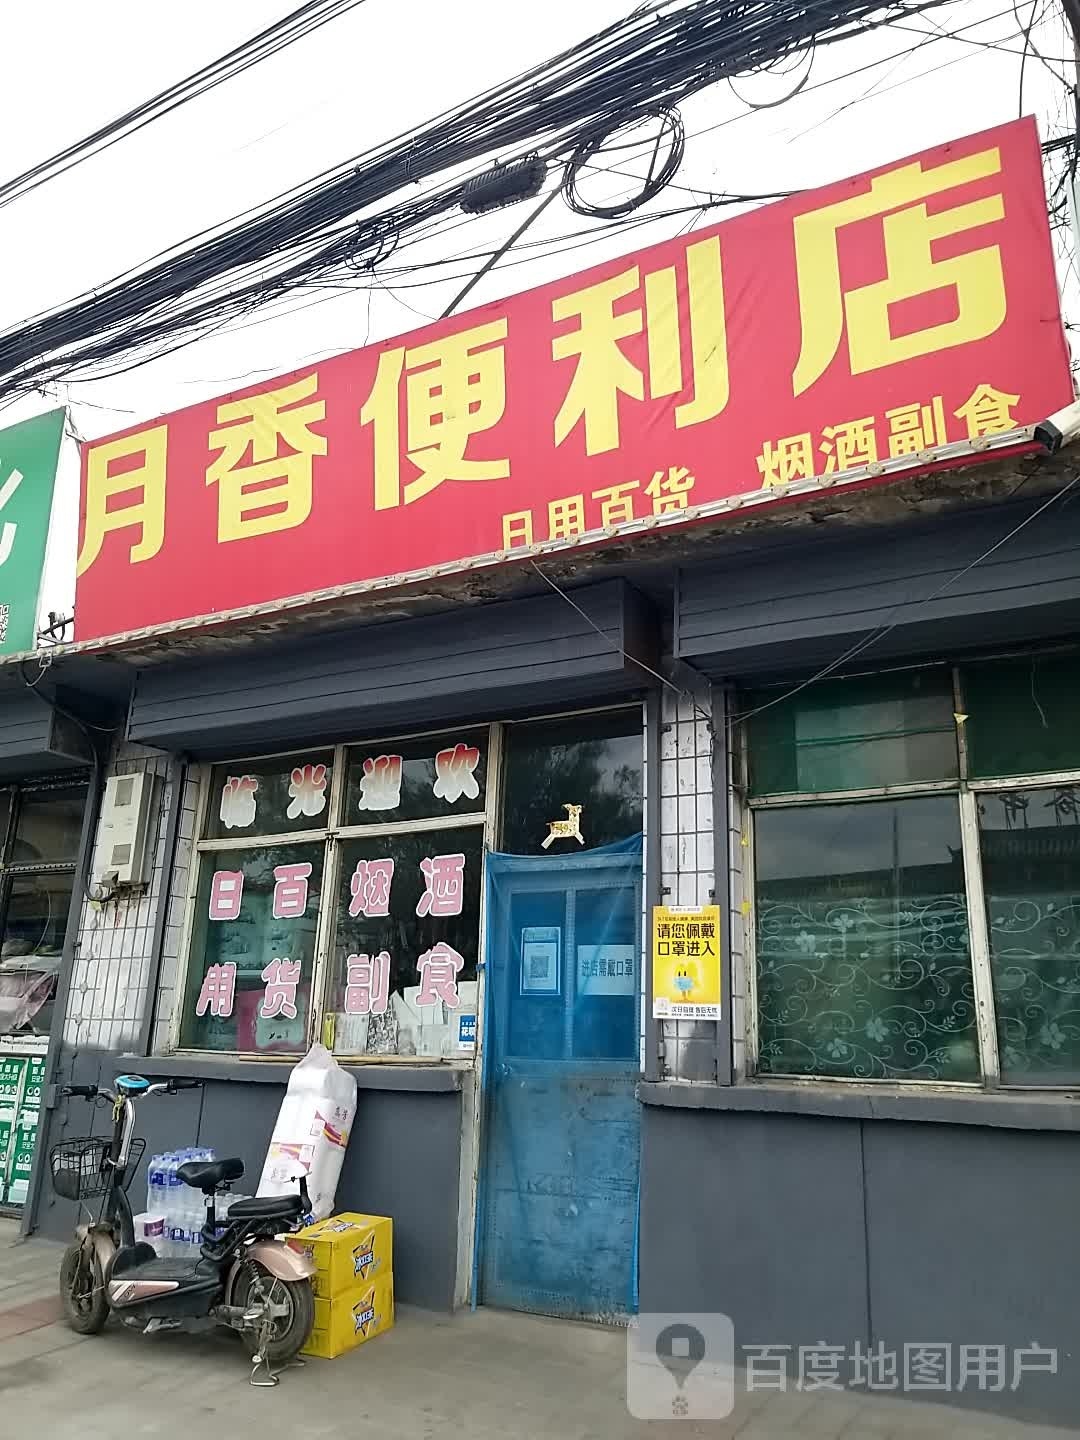 月香便利店
日用百货 烟酒副食
临光迎欢
日百烟酒
用货副食
请您佩戴
口罩进入
进店需戴口罩
花呗
百度地图用户